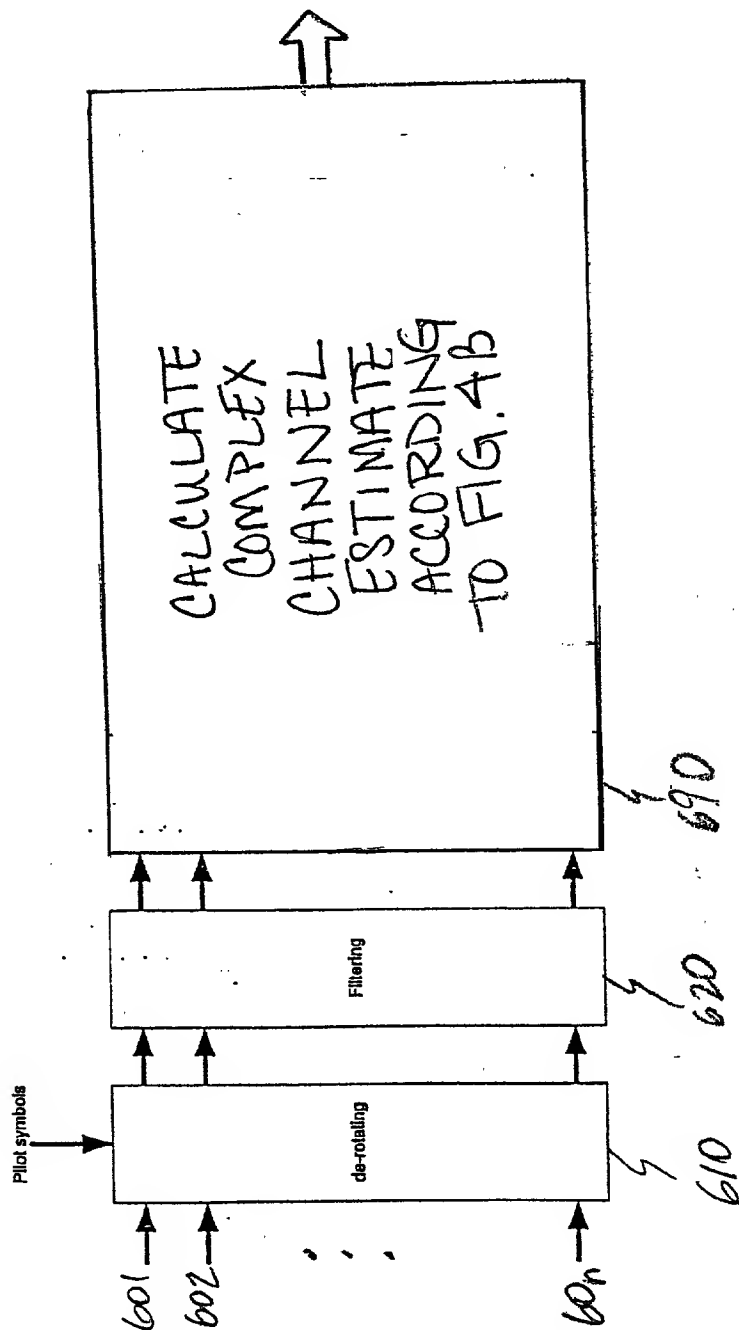 Pilot symbols
601
602
60n
de-rotating
610
Filtering
620
CALCULATE
COMPLEX
CHANNEL
ESTIMATE
ACCORDING
TO FIG. 4B
690